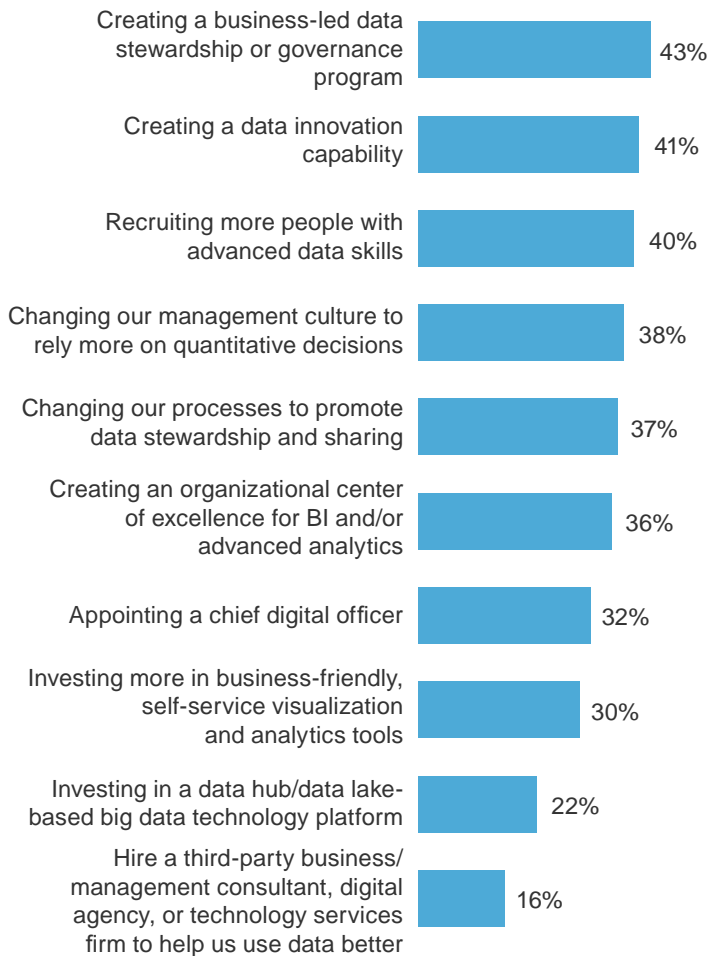 Creating a business-led data
stewardship or governance
program
43%
Creating a data innovation
capability
41%
Recruiting more people with
advanced data skills
40%
Changing our management culture to
rely more on quantitative decisions
38%
Changing our processes to promote
data stewardship and sharing
37%
Creating an organizational center
of excellence for BI and/or
advanced analytics
36%
Appointing a chief digital officer
32%
Investing more in business-friendly,
self-service visualization
and analytics tools
30%
Investing in a data hub/data lake-
based big data technology platform
22%
Hire a third-party business/
management consultant, digital
agency, or technology services
firm to help us use data better
16%